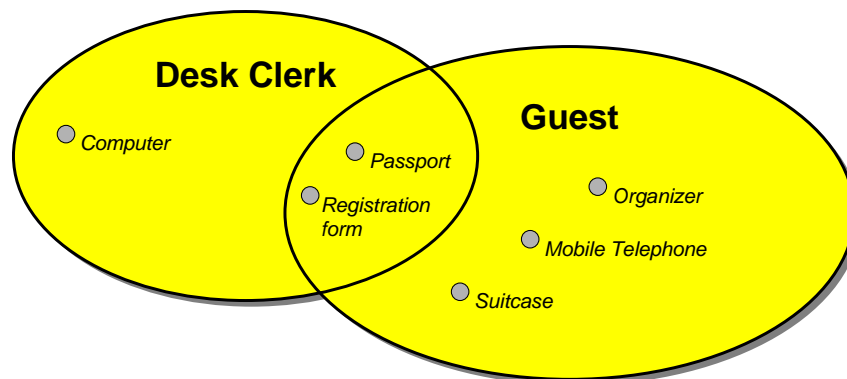 Desk Clerk
Guest
Computer
Passport
Registration
form
Organizer
Mobile Telephone
Suitcase